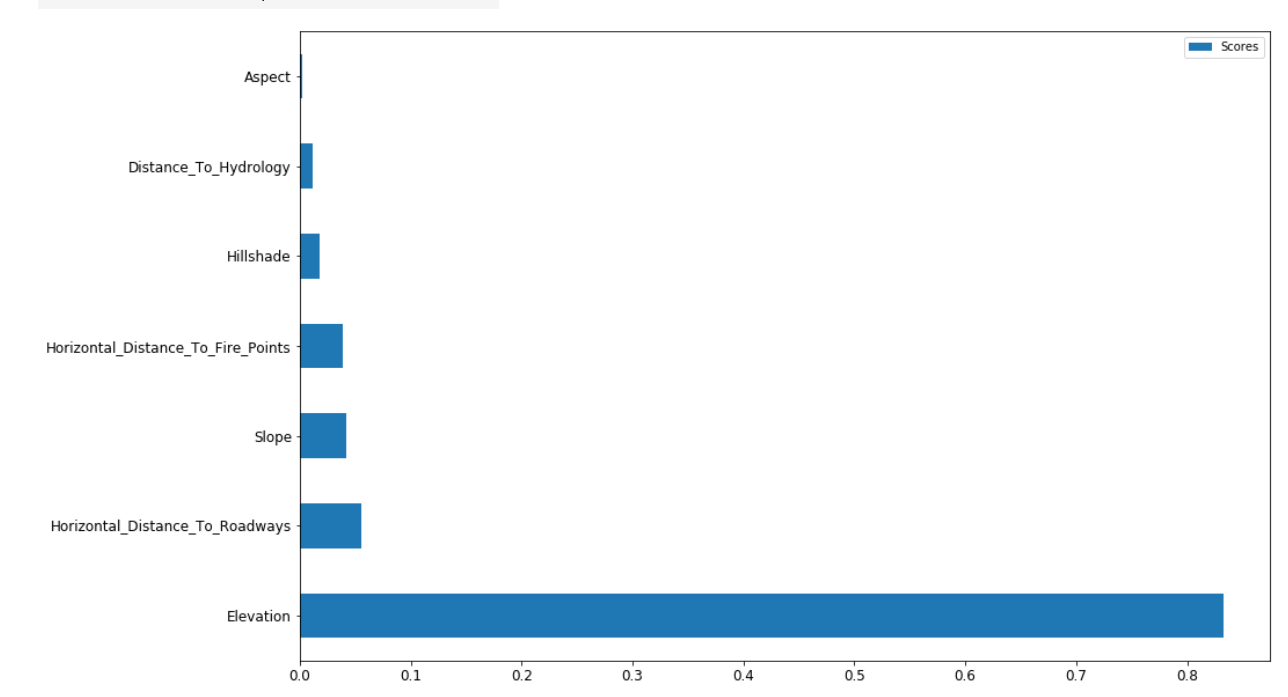 Scores
Aspect
Distance_To_Hydrology
Hillshade
Horizontal_Distance_To_Fire_Points
Slope
Horizontal_Distance_To_Roadways
Elevation
0.0 0.1 0.2 0.3 0.4 0.5 0.6 0.7 0.8